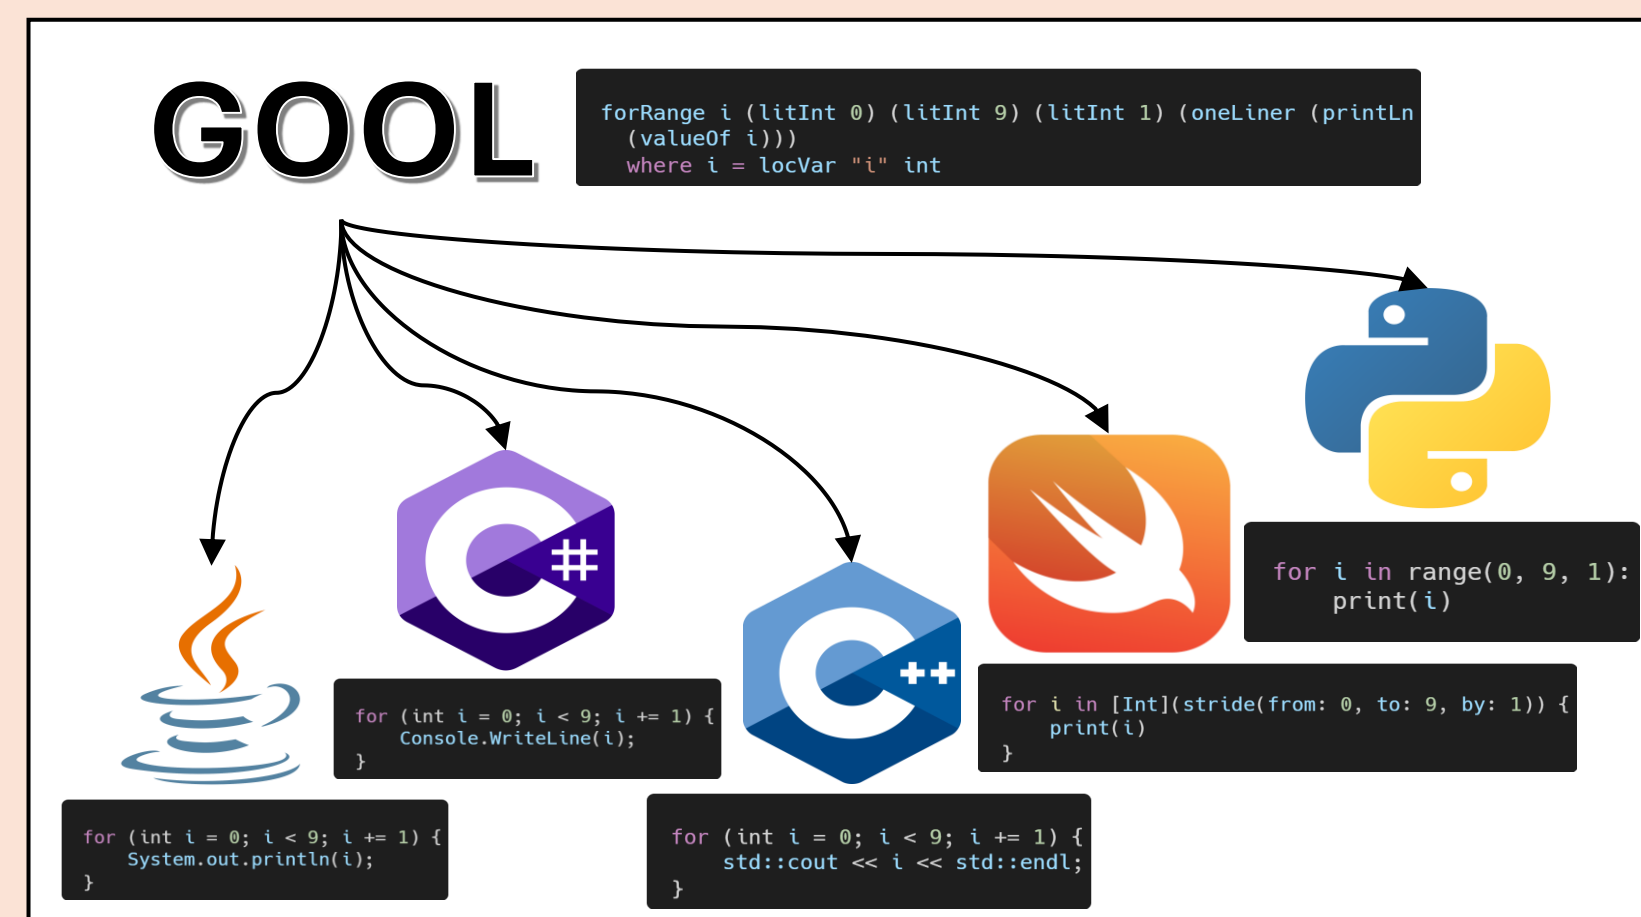 GOOL
forRange i (litInt 0) (litInt 9) (litInt 1) (oneLiner (printLn
  (valueOf i)))
  where i = locVar "i" int
for i in range(0, 9, 1):
    print(i)
#
++
for i in [Int](stride(from: 0, to: 9, by: 1)) {
    print(i)
}
for (int i = 0; i < 9; i += 1) {
    Console.WriteLine(i);
}
for (int i = 0; i < 9; i += 1) {
    System.out.println(i);
}
for (int i = 0; i < 9; i += 1) {
    std::cout << i << std::endl;
}